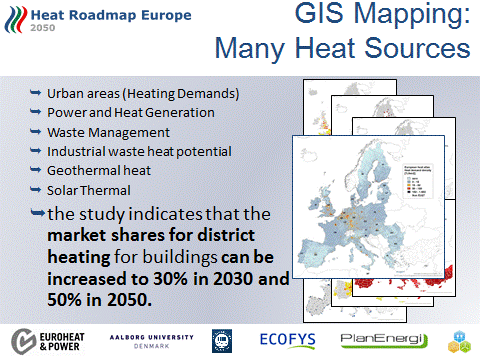 Heat Roadmap Europe
2050
GIS Mapping:
Many Heat Sources
Urban areas (Heating Demands)
Power and Heat Generation
Waste Management
Industrial waste heat potential
Geothermal heat
Solar Thermal
the study indicates that the
market shares for district
heating for buildings can be
increased to 30% in 2030 and
50% in 2050.
EUROHEAT
& POWER
AALBORG UNIVERSITY
DENMARK
ECOFYS
PlanEnergi